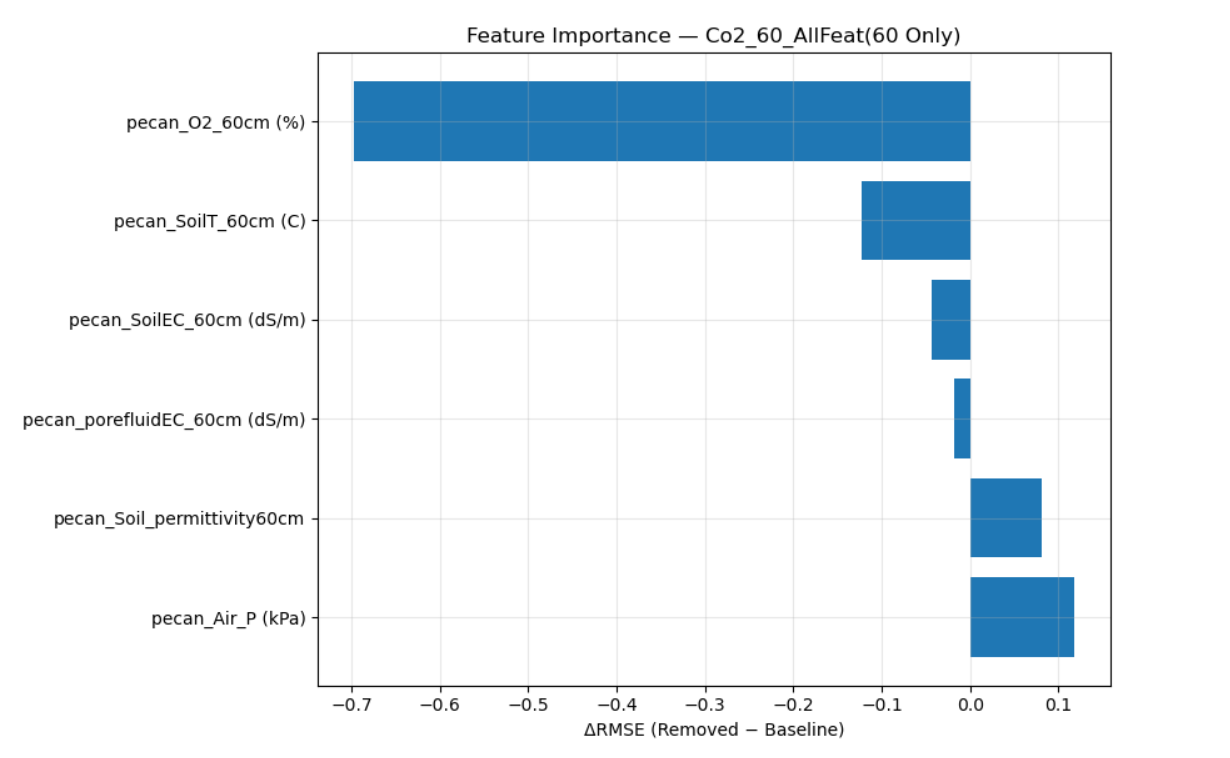 Feature Importance — Co2_60_AllFeat(60 Only)
pecan_O2_60cm (%)
pecan_SoilT_60cm (C)
pecan_SoilEC_60cm (dS/m)
pecan_porefluidEC_60cm (dS/m)
pecan_Soil_permittivity60cm
pecan_Air_P (kPa)
−0.7 −0.6 −0.5 −0.4 −0.3 −0.2 −0.1 0.0 0.1
ΔRMSE (Removed − Baseline)